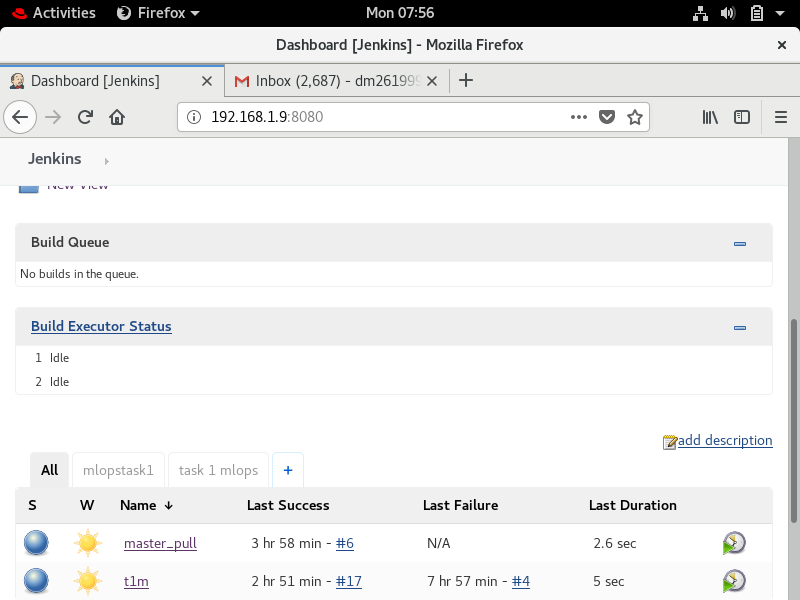 Activities Firefox Mon 07:56
Dashboard [Jenkins] - Mozilla Firefox
Dashboard [Jenkins] Inbox (2,687) - dm26199
192.168.1.9:8080
Jenkins
New View
Build Queue
No builds in the queue.
Build Executor Status
1 Idle
2 Idle
add description
All mlopstask1 task 1 mlops +
S W Name ↓ Last Success Last Failure Last Duration
master_pull 3 hr 58 min - #6 N/A 2.6 sec
t1m 2 hr 51 min - #17 7 hr 57 min - #4 5 sec